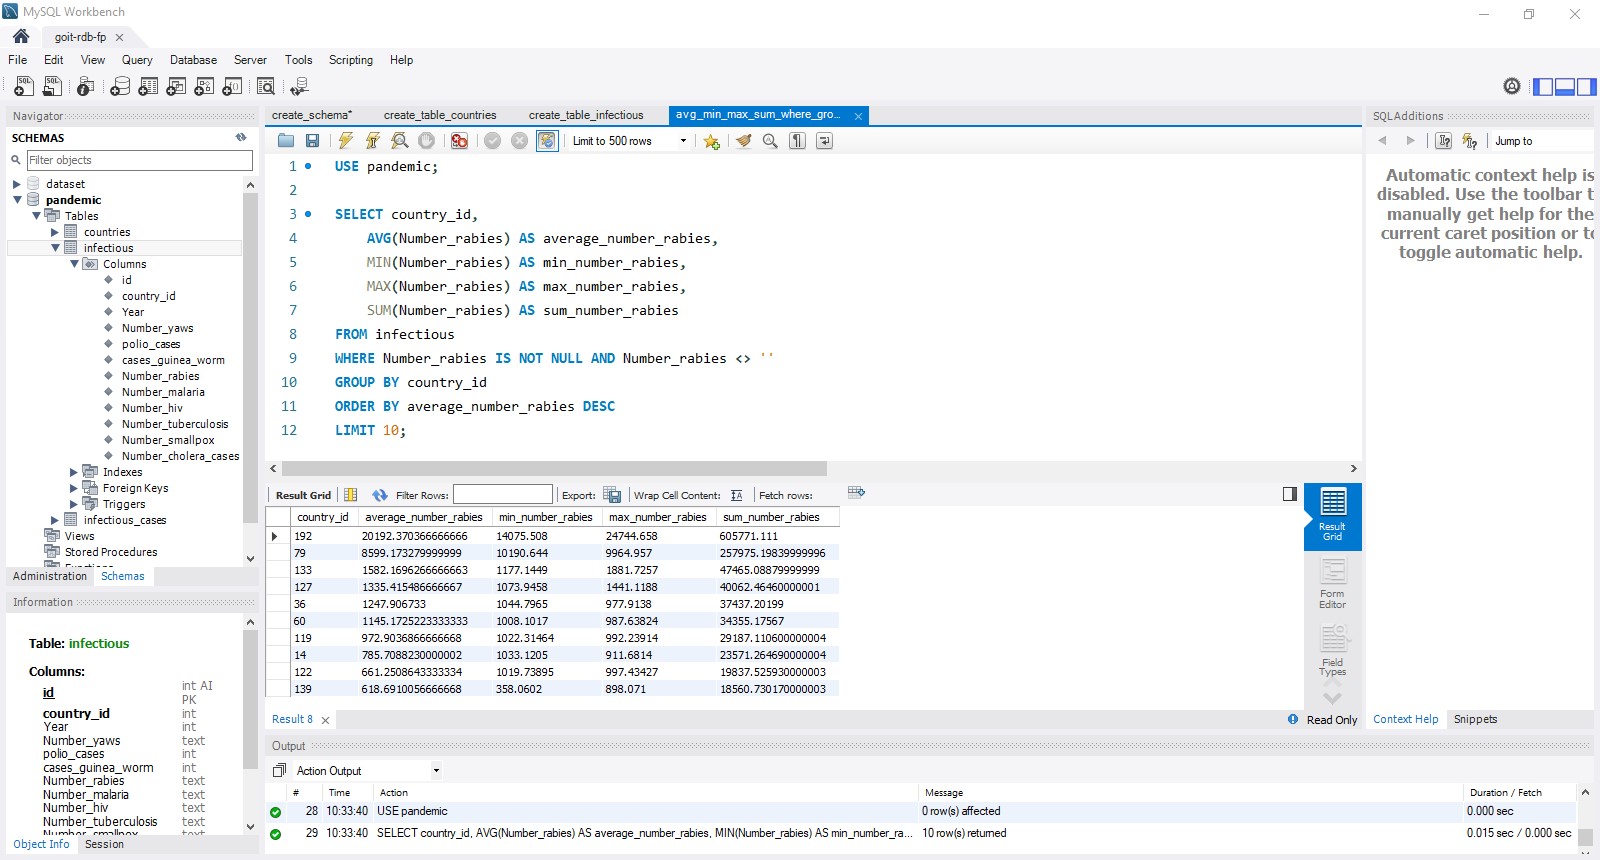 MySQL Workbench
goit-rdb-fp
File Edit View Query Database Server Tools Scripting Help
Navigator
SCHEMAS
Filter objects
dataset
pandemic
Tables
countries
infectious
Columns
id
country_id
Year
Number_yaws
polio_cases
cases_guinea_worm
Number_rabies
Number_malaria
Number_hiv
Number_tuberculosis
Number_smallpox
Number_cholera_cases
Indexes
Foreign Keys
Triggers
infectious_cases
Views
Stored Procedures
Functions
Administration Schemas
Information
Table: infectious
Columns:
id int AI PK
country_id int
Year int
Number_yaws text
polio_cases int
cases_guinea_worm int
Number_rabies text
Number_malaria text
Number_hiv text
Number_tuberculosis text
Number_smallpox text
Object Info Session
create_schema* create_table_countries create_table_infectious avg_min_max_sum_where_gro...
Limit to 500 rows
1 USE pandemic;
2
3 SELECT country_id,
4 AVG(Number_rabies) AS average_number_rabies,
5 MIN(Number_rabies) AS min_number_rabies,
6 MAX(Number_rabies) AS max_number_rabies,
7 SUM(Number_rabies) AS sum_number_rabies
8 FROM infectious
9 WHERE Number_rabies IS NOT NULL AND Number_rabies <> ''
10 GROUP BY country_id
11 ORDER BY average_number_rabies DESC
12 LIMIT 10;
Result Grid Filter Rows: Export: Wrap Cell Content: Fetch rows:
country_id average_number_rabies min_number_rabies max_number_rabies sum_number_rabies
192 20192.370366666666 14075.508 24744.658 605771.111
79 8599.173279999999 10190.644 9964.957 257975.19839999996
133 1582.1696266666663 1177.1449 1881.7257 47465.08879999999
127 1335.415486666667 1073.9458 1441.1188 40062.46460000001
36 1247.906733 1044.7965 977.9138 37437.20199
60 1145.1725223333333 1008.1017 987.63824 34355.17567
119 972.9036866666668 1022.31464 992.23914 29187.110600000004
14 785.7088230000002 1033.1205 911.6814 23571.264690000004
122 661.2508643333334 1019.73895 997.43427 19837.525930000003
139 618.6910056666668 358.0602 898.071 18560.730170000003
Result Grid
Form Editor
Field Types
Result 8 Read Only
Output
Action Output
# Time Action Message Duration / Fetch
28 10:33:40 USE pandemic 0 row(s) affected 0.000 sec
29 10:33:40 SELECT country_id, AVG(Number_rabies) AS average_number_rabies, MIN(Number_rabies) AS min_number_ra... 10 row(s) returned 0.015 sec / 0.000 sec
SQLAdditions
Jump to
Automatic context help is
disabled. Use the toolbar t
manually get help for the
current caret position or to
toggle automatic help.
Context Help Snippets